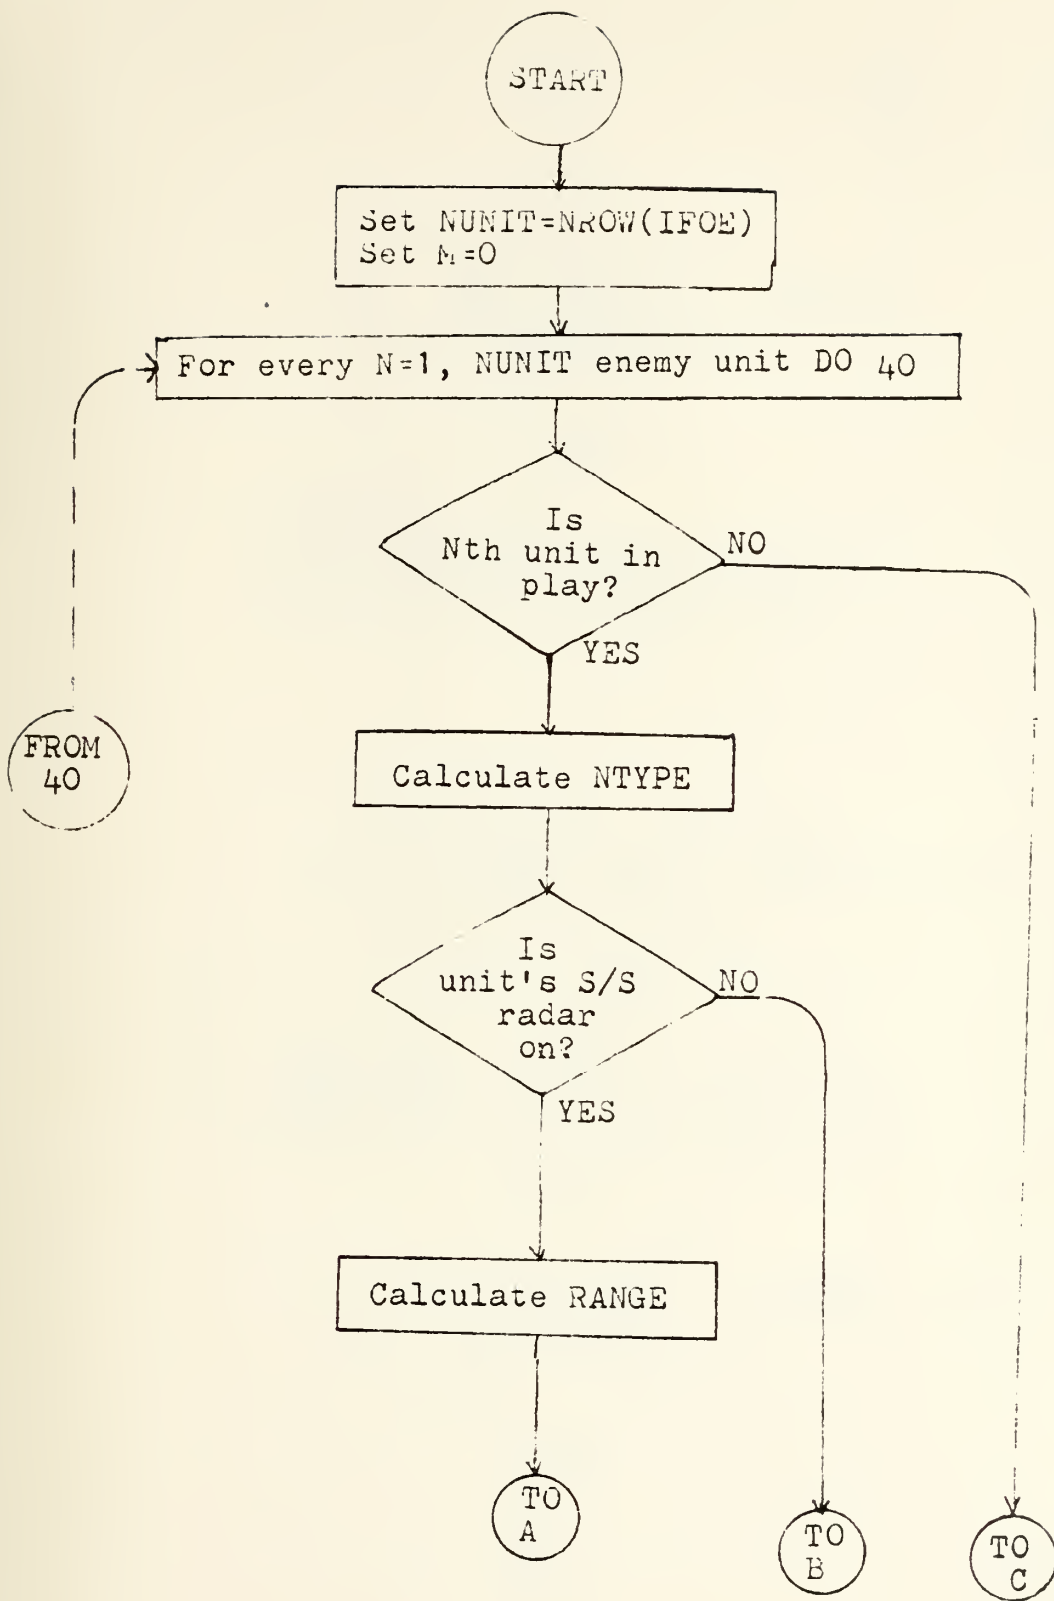 START
Set NUNIT=NROW(IFOE)
Set M=0
For every N=1, NUNIT enemy unit DO 40
Is
Nth unit in
play?
NO
YES
FROM
40
Calculate NTYPE
Is
unit's S/S
radar
on?
NO
YES
Calculate RANGE
TO
A
TO
B
TO
C